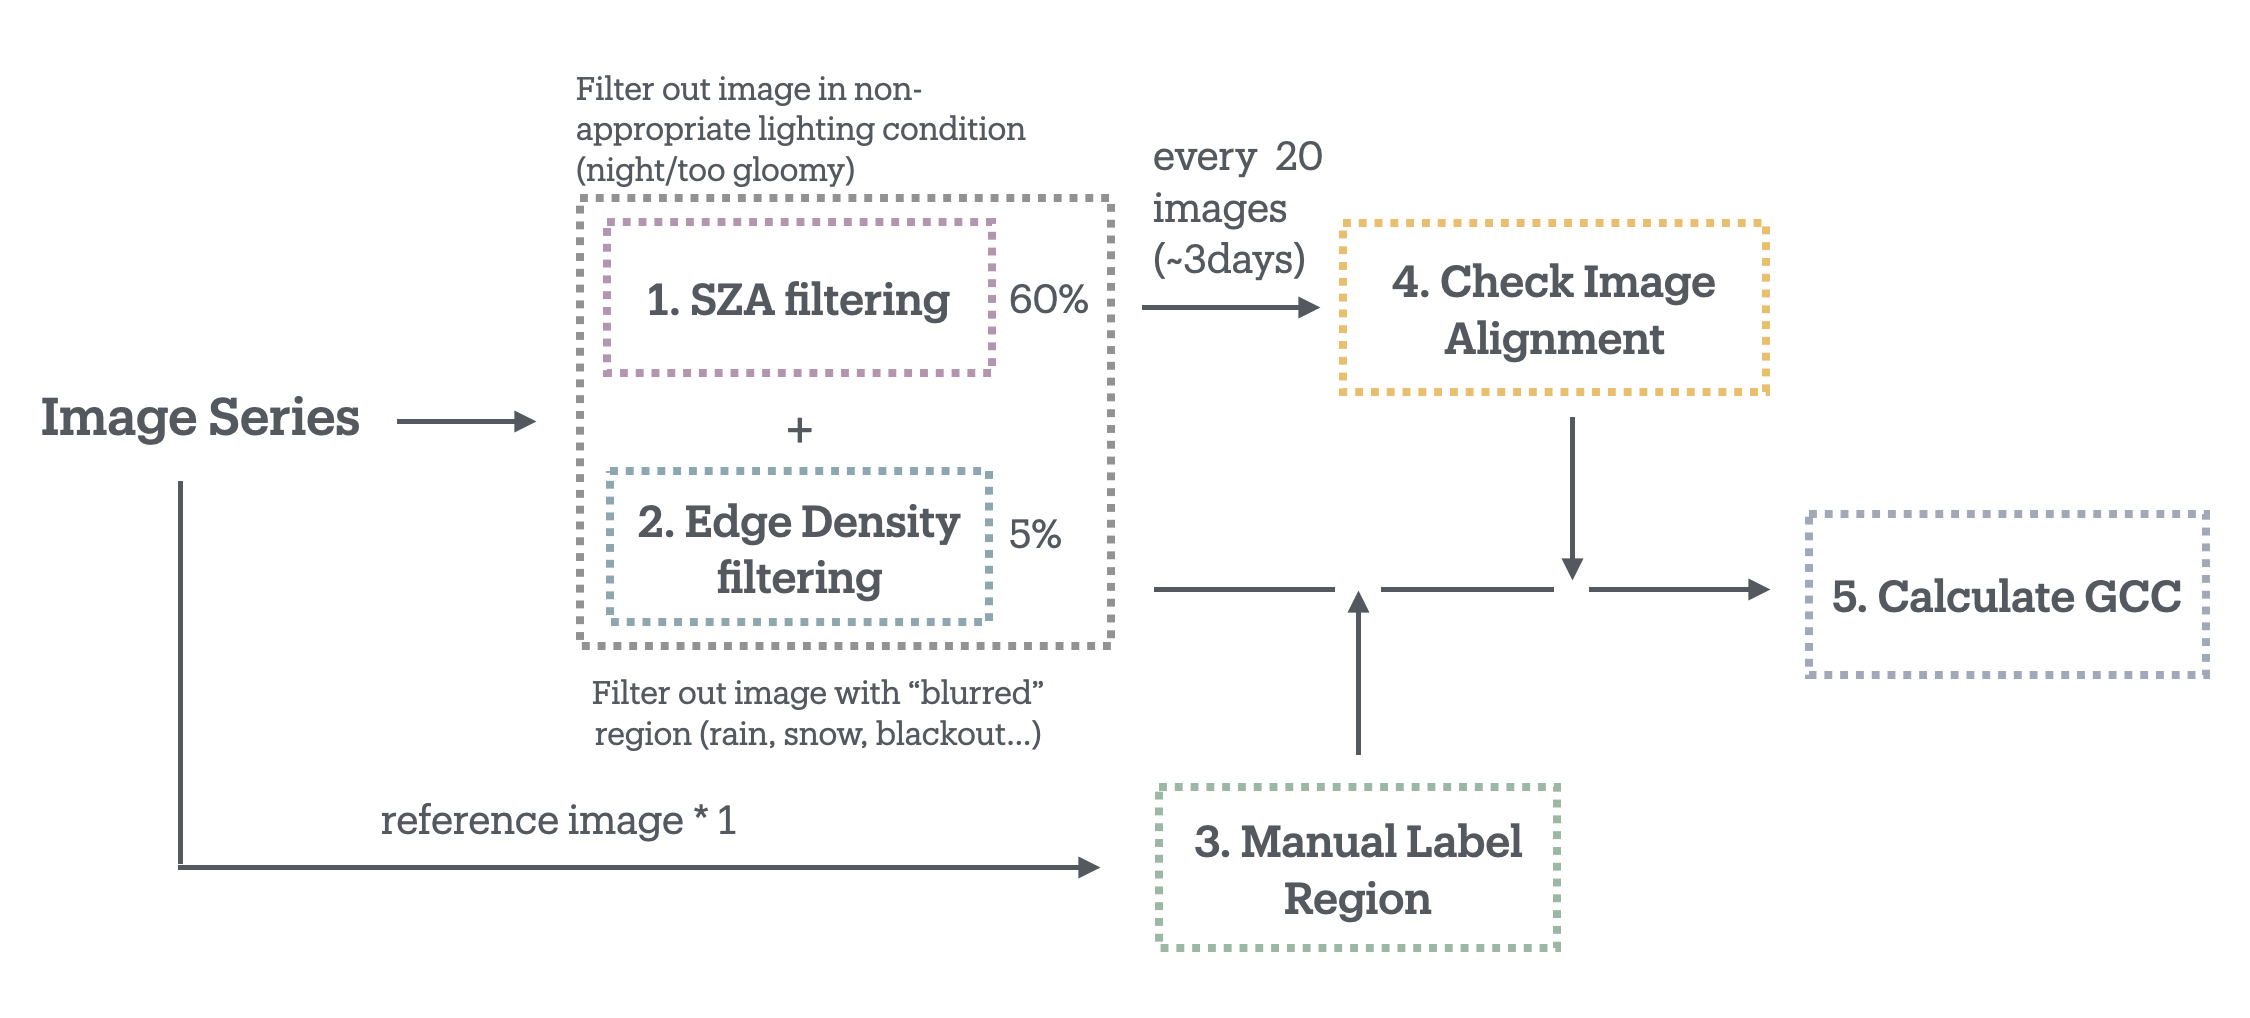 Filter out image in non-
appropriate lighting condition
(night/too gloomy)
every 20
images
(~3days)
1. SZA filtering
60%
4. Check Image
Alignment
Image Series
+
2. Edge Density
filtering
5%
5. Calculate GCC
Filter out image with “blurred”
region (rain, snow, blackout...)
reference image * 1
3. Manual Label
Region